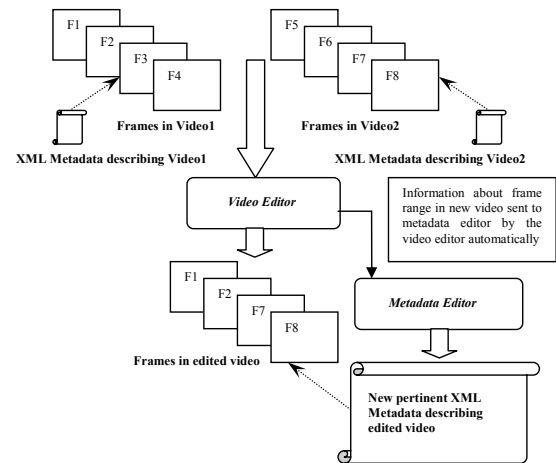 F1
F2
F3
F4
F5
F6
F7
F8
Frames in Video1
Frames in Video2
XML Metadata describing Video1
XML Metadata describing Video2
Video Editor
Information about frame
range in new video sent to
metadata editor by the
video editor automatically
F1
F2
F7
F8
Metadata Editor
Frames in edited video
New pertinent XML
Metadata describing
edited video